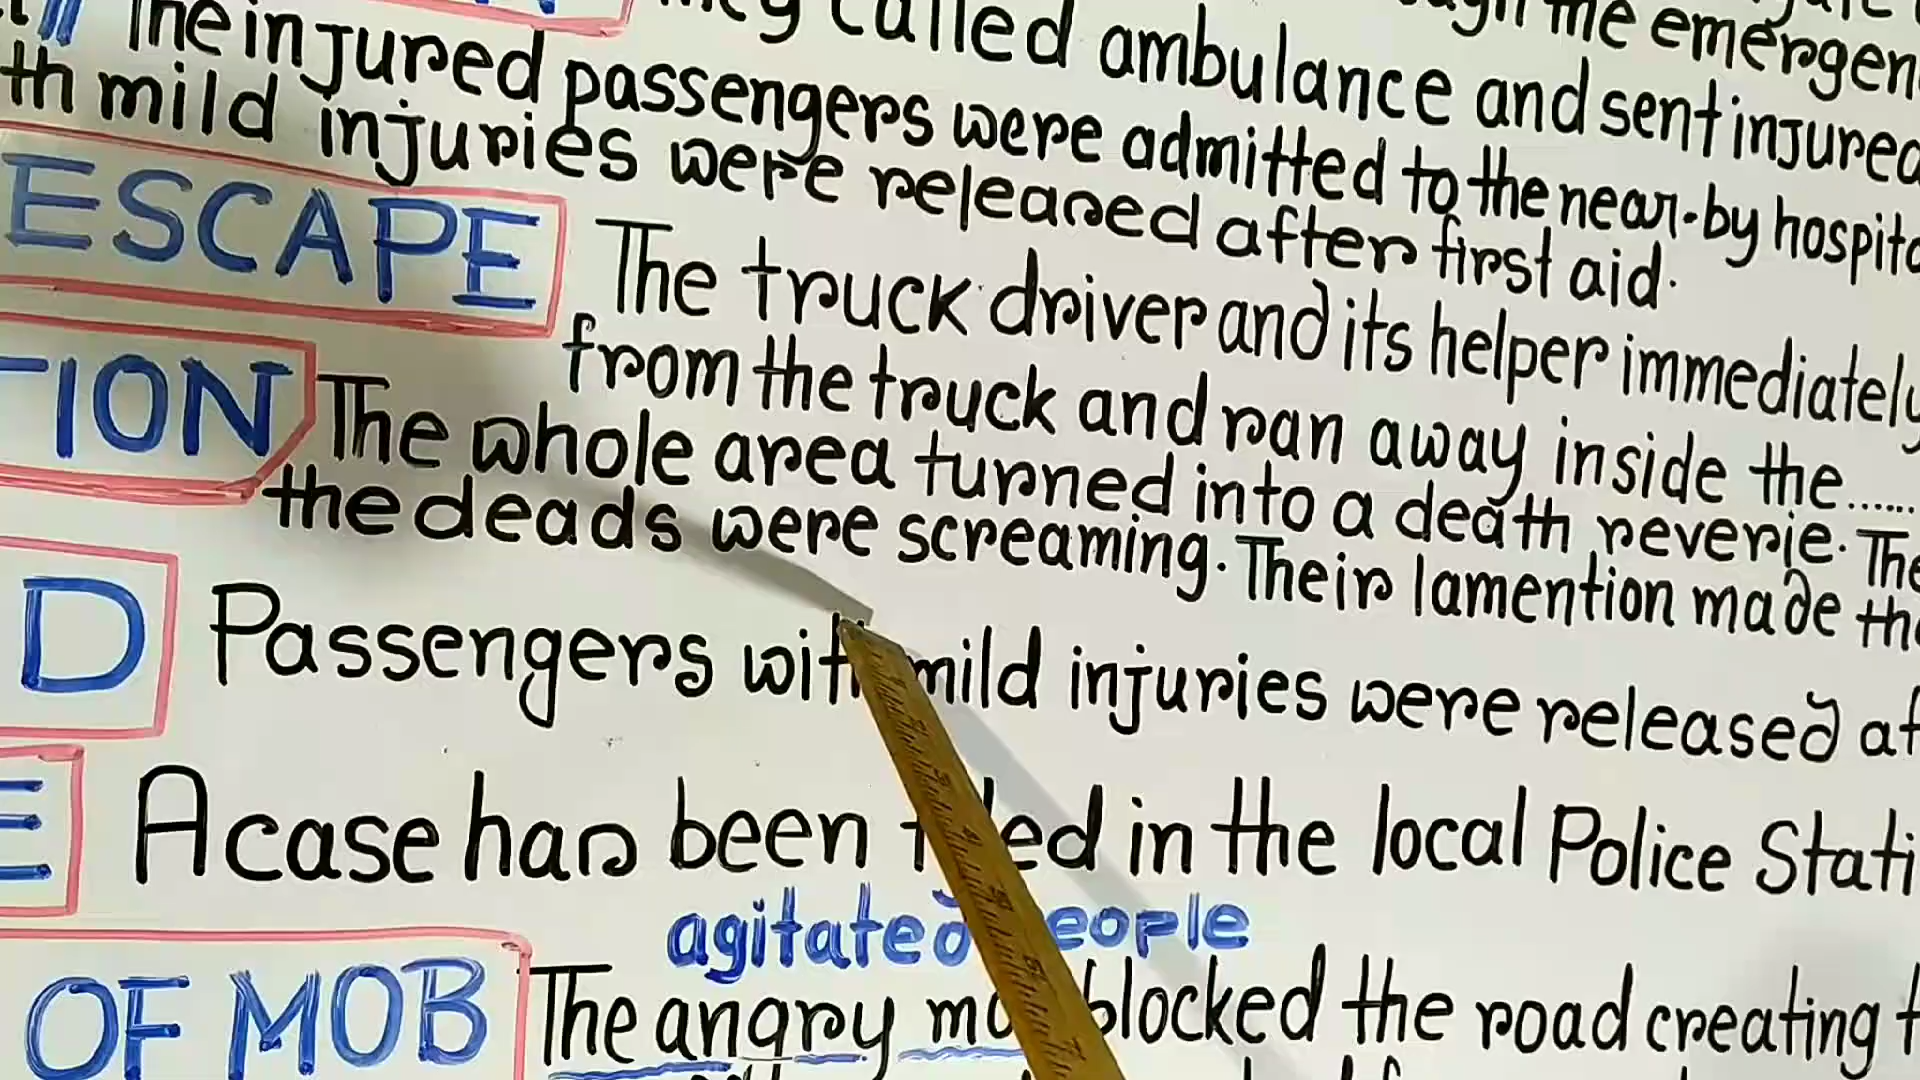 they called ambulance and sent injured
The injured passengers were admitted to the near-by hospita
th mild injuries were released after first aid.
ESCAPE The truck driver and its helper immediately
from the truck and ran away inside the......
TION The whole area turned into a death reverie. The
the deads were screaming. Their lamention made the
D Passengers with mild injuries were released af
E A case has been filed in the local Police Stati
agitated people
OF MOB The angry mob blocked the road creating t